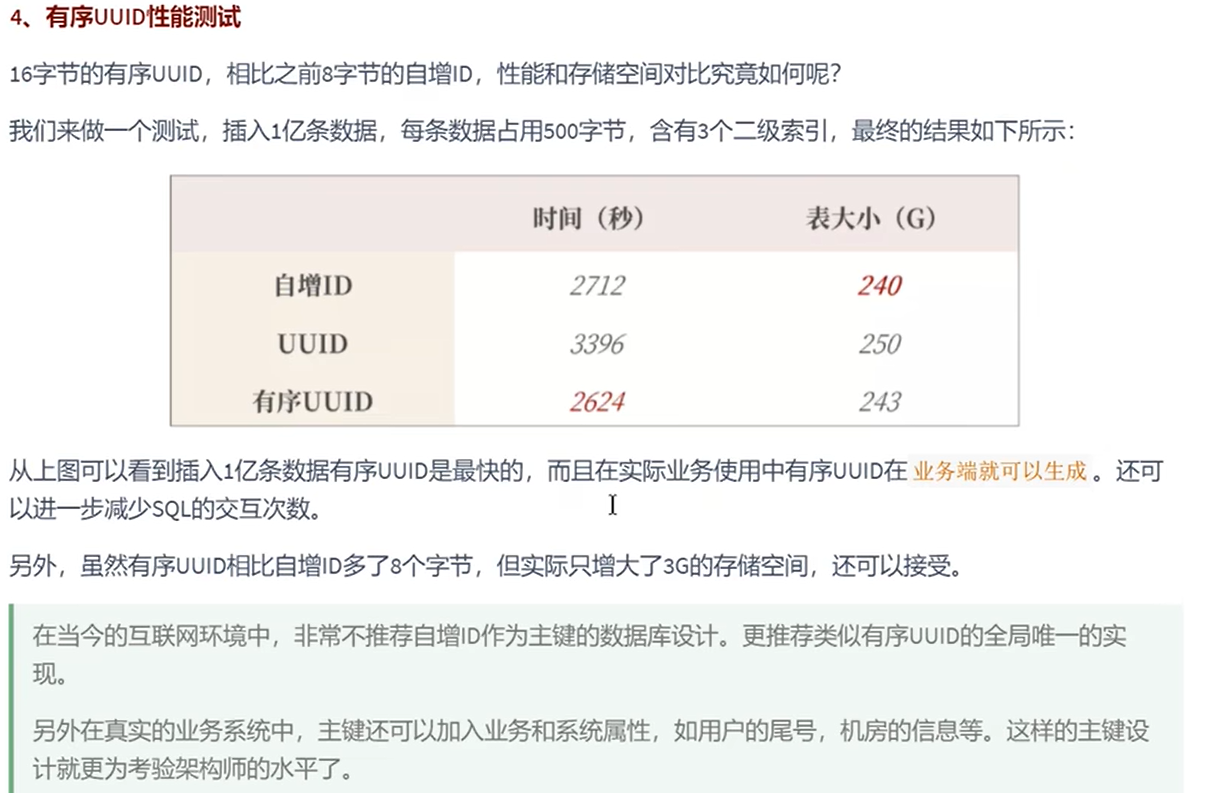 4、有序UUID性能测试
16字节的有序UUID，相比之前8字节的自增ID，性能和存储空间对比究竟如何呢？
我们来做一个测试，插入1亿条数据，每条数据占用500字节，含有3个二级索引，最终的结果如下所示：
时间（秒） 表大小（G）
自增ID 2712 240
UUID 3396 250
有序UUID 2624 243
从上图可以看到插入1亿条数据有序UUID是最快的，而且在实际业务使用中有序UUID在 业务端就可以生成 。还可
以进一步减少SQL的交互次数。
另外，虽然有序UUID相比自增ID多了8个字节，但实际只增大了3G的存储空间，还可以接受。
在当今的互联网环境中，非常不推荐自增ID作为主键的数据库设计。更推荐类似有序UUID的全局唯一的实
现。
另外在真实的业务系统中，主键还可以加入业务和系统属性，如用户的尾号，机房的信息等。这样的主键设
计就更为考验架构师的水平了。